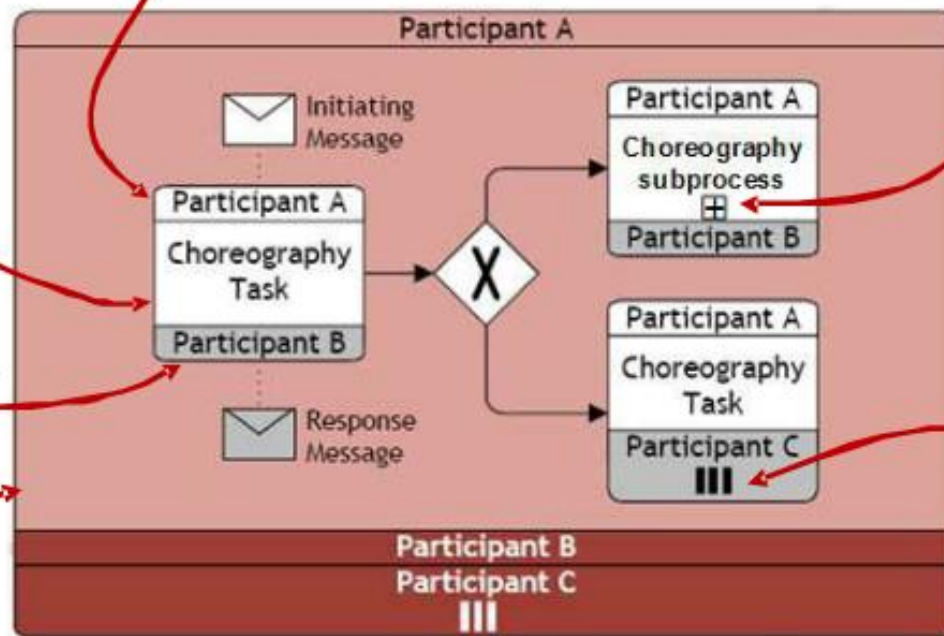 Participant A
Initiating
Message
Participant A
Choreography
Task
Participant B
Response
Message
X
Participant A
Choreography
subprocess
Participant B
Participant A
Choreography
Task
Participant C
Participant B
Participant C